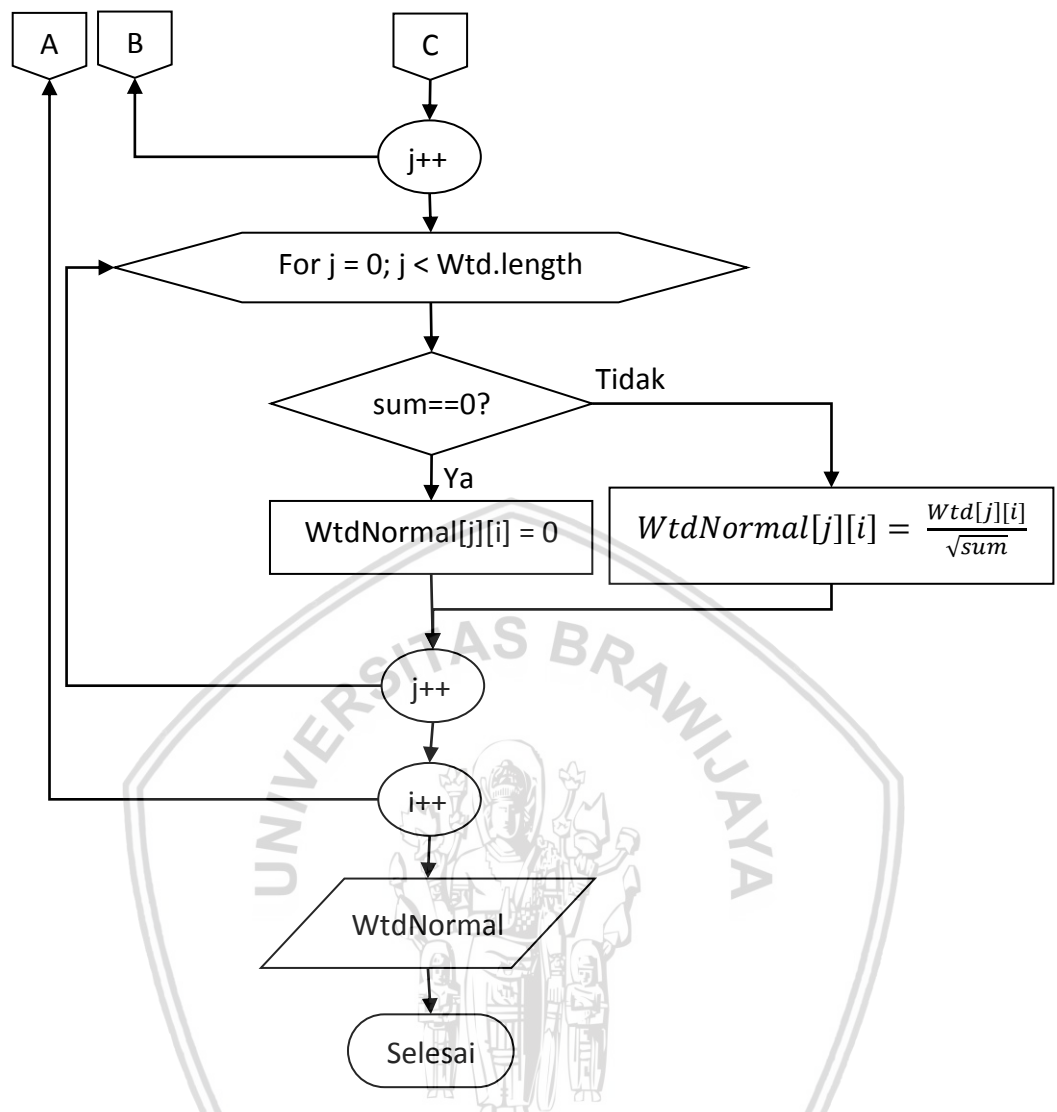 A B C
j++
For j = 0; j < Wtd.length
sum==0?
Tidak
Ya
WtdNormal[j][i] = 0
WtdNormal[j][i] = Wtd[j][i] / √sum
j++
i++
WtdNormal
Selesai
UNIVERSITAS BRAWIJAYA